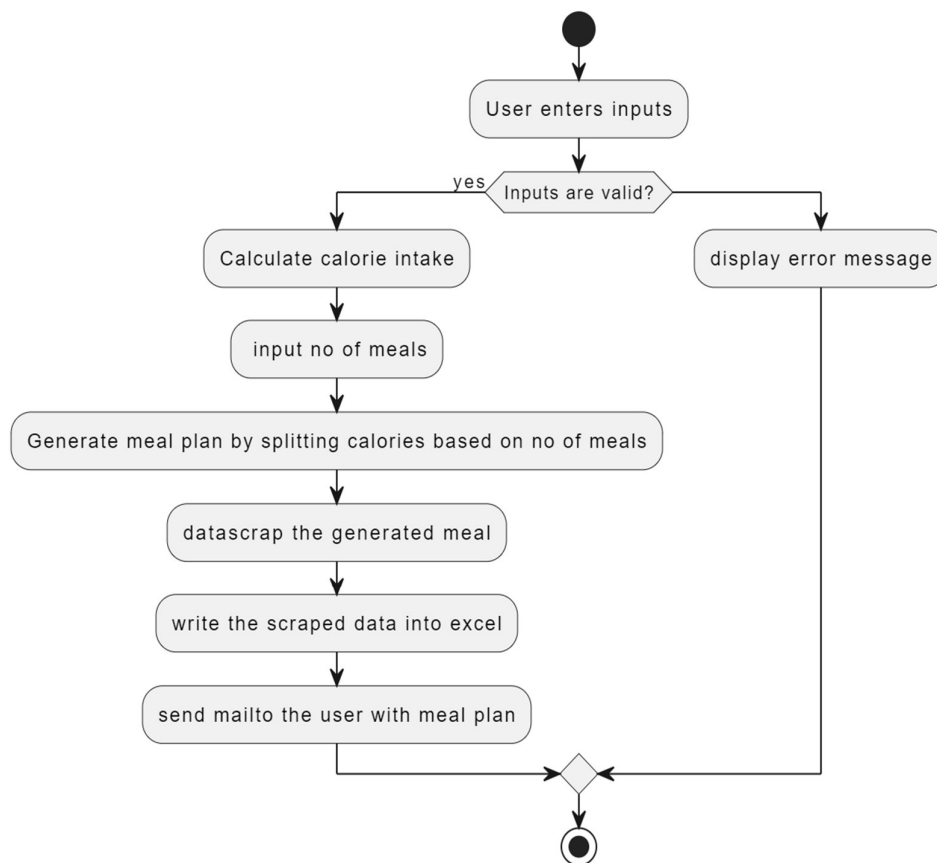 User enters inputs
yes
Inputs are valid?
Calculate calorie intake
display error message
input no of meals
Generate meal plan by splitting calories based on no of meals
datascrap the generated meal
write the scraped data into excel
send mailto the user with meal plan